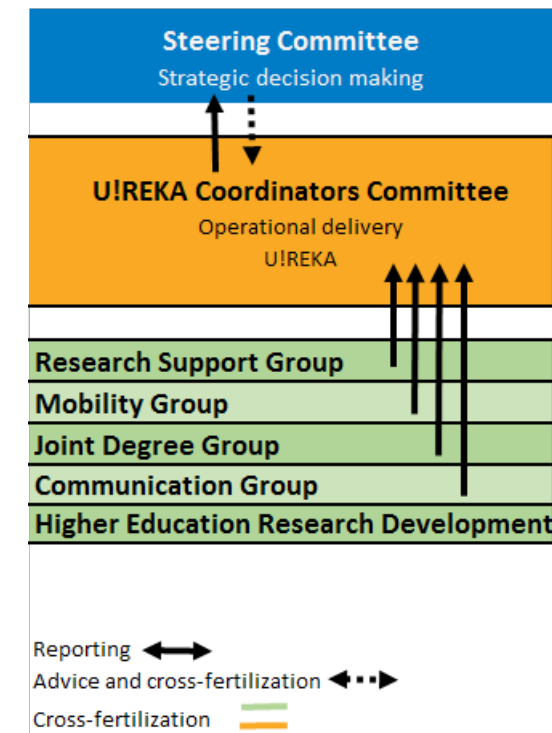 Steering Committee
Strategic decision making
U!REKA Coordinators Committee
Operational delivery
U!REKA
Research Support Group
Mobility Group
Joint Degree Group
Communication Group
Higher Education Research Development
Reporting
Advice and cross-fertilization
Cross-fertilization